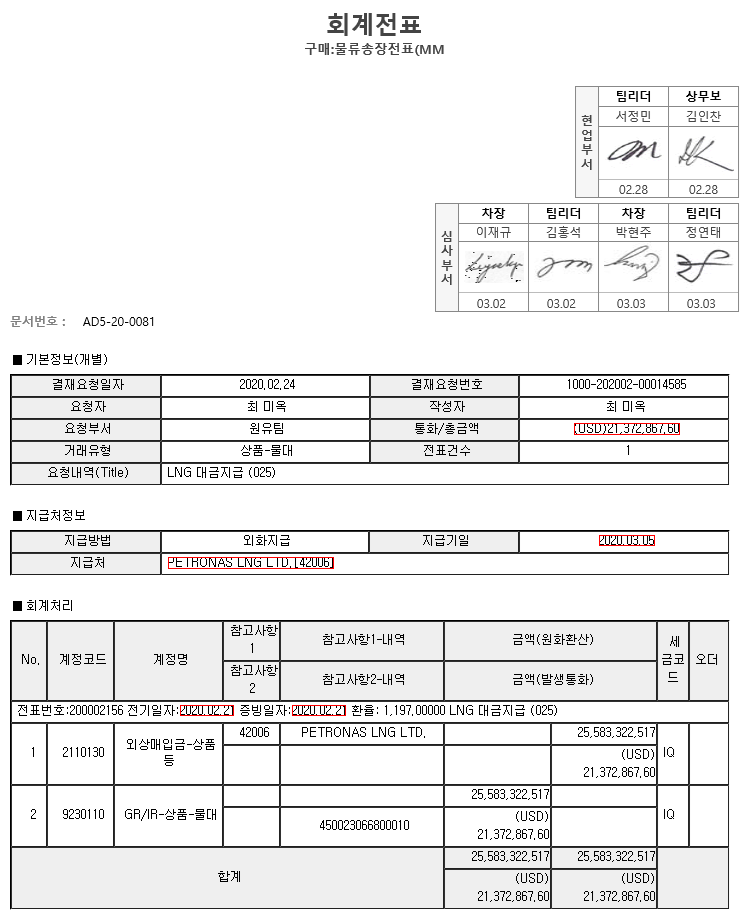 회계전표
구매:물류송장전표(MM
현업부서 팀리더 상무보
서정민 김인찬
02.28 02.28
심사부서 차장 팀리더 차장 팀리더
이재규 김홍석 박현주 정연태
03.02 03.02 03.03 03.03
문서번호 : AD5-20-0081
■ 기본정보(개별)
결재요청일자 2020.02.24 결재요청번호 1000-202002-00014585
요청자 최 미옥 작성자 최 미옥
요청부서 원유팀 통화/총금액 (USD)21,372,867.60
거래유형 상품-물대 전표건수 1
요청내역(Title) LNG 대금지급 (025)
■ 지급처정보
지급방법 외화지급 지급기일 2020.03.05
지급처 PETRONAS LNG LTD. [42006]
■ 회계처리
No. 계정코드 계정명 참고사항1 참고사항1-내역 금액(원화환산) 세금코드 오더
참고사항2 참고사항2-내역 금액(발생통화)
전표번호:200002156 전기일자:2020.02.21 증빙일자:2020.02.21 환율: 1,197.00000 LNG 대금지급 (025)
1 2110130 외상매입금-상품등 42006 PETRONAS LNG LTD. 25,583,322,517 IQ
(USD)
21,372,867.60
2 9230110 GR/IR-상품-물대 25,583,322,517 IQ
450023066800010 (USD)
21,372,867.60
합계 25,583,322,517 25,583,322,517
(USD) (USD)
21,372,867.60 21,372,867.60